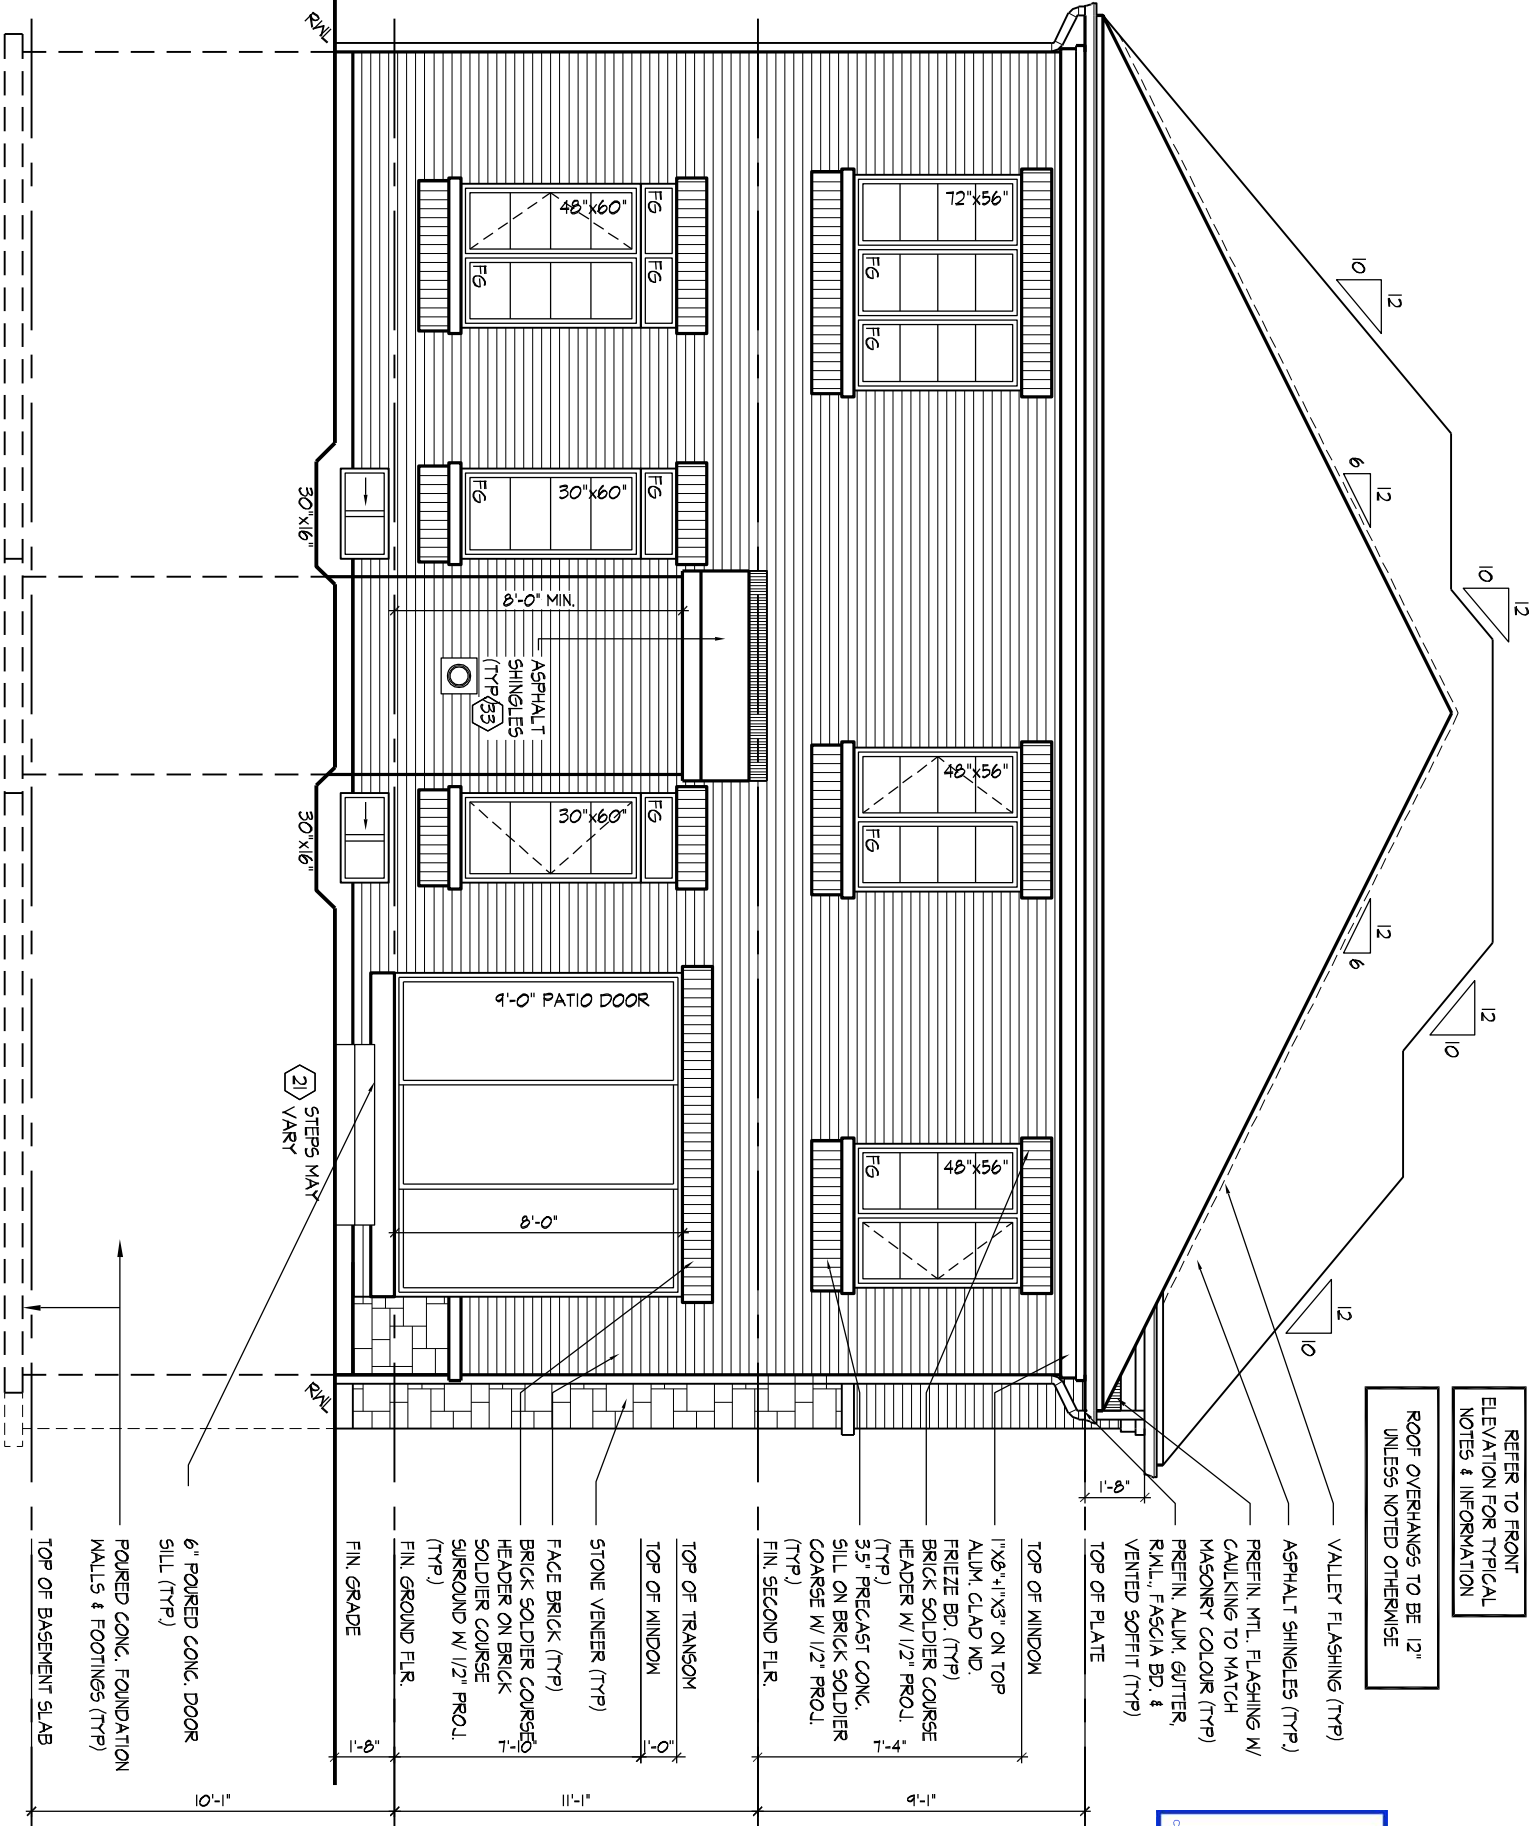 REFER TO FRONT
ELEVATION FOR TYPICAL
NOTES & INFORMATION
ROOF OVERHANGS TO BE 12"
UNLESS NOTED OTHERWISE
12
10
12
10
12
10
12
10
12
6
12
6
VALLEY FLASHING (TYP)
ASPHALT SHINGLES (TYP.)
PREFIN. MTL. FLASHING W/
CAULKING TO MATCH
MASONRY COLOUR (TYP)
PREFIN. ALUM. GUTTER,
R.W.L., FASCIA BD. &
VENTED SOFFIT (TYP)
1'-8"
TOP OF PLATE
TOP OF WINDOW
1"X8"+1"X3" ON TOP
ALUM. CLAD WD.
FRIEZE BD. (TYP)
BRICK SOLDIER COURSE
HEADER W/ 1/2" PROJ.
(TYP.)
3.5" PRECAST CONC.
SILL ON BRICK SOLDIER
COARSE W/ 1/2" PROJ.
(TYP.)
FIN. SECOND FLR.
TOP OF TRANSOM
TOP OF WINDOW
STONE VENEER (TYP)
FACE BRICK (TYP)
BRICK SOLDIER COURSE
HEADER ON BRICK
SOLDIER COURSE
SURROUND W/ 1/2" PROJ.
(TYP.)
FIN. GROUND FLR.
FIN. GRADE
6" POURED CONC. DOOR
SILL (TYP.)
POURED CONC. FOUNDATION
WALLS & FOOTINGS (TYP)
TOP OF BASEMENT SLAB
7'-4"
1'-0"
7'-10"
1'-8"
9'-1"
11'-1"
10'-1"
72"x56"
FG
FG
48"x56"
FG
48"x56"
FG
FG
FG
48"x60"
FG
FG
30"x60"
FG
FG
30"x60"
8'-0" MIN.
ASPHALT
SHINGLES
(TYP.)
33
9'-0" PATIO DOOR
8'-0"
RWL
RWL
30"x16"
30"x16"
21
STEPS MAY
VARY